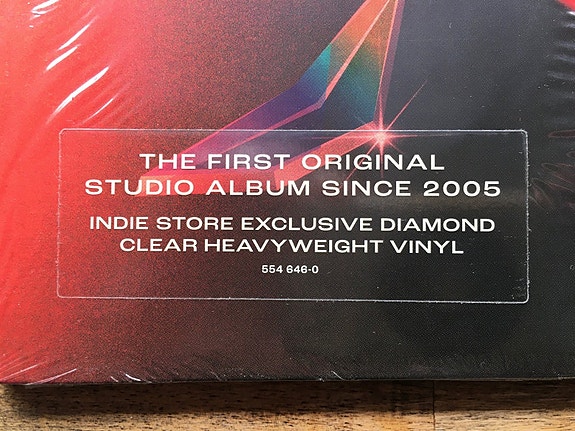 THE FIRST ORIGINAL
STUDIO ALBUM SINCE 2005
INDIE STORE EXCLUSIVE DIAMOND
CLEAR HEAVYWEIGHT VINYL
554 646-0